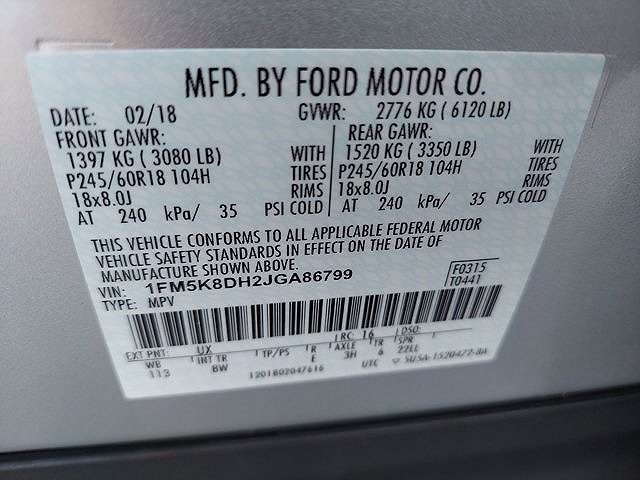 MFD. BY FORD MOTOR CO.
DATE: 02/18 GVWR: 2776 KG ( 6120 LB)
FRONT GAWR: REAR GAWR:
1397 KG ( 3080 LB) WITH 1520 KG ( 3350 LB) WITH
P245/60R18 104H TIRES P245/60R18 104H TIRES
18x8.0J RIMS 18x8.0J RIMS
AT 240 kPa/ 35 PSI COLD AT 240 kPa/ 35 PSI COLD
THIS VEHICLE CONFORMS TO ALL APPLICABLE FEDERAL MOTOR
VEHICLE SAFETY STANDARDS IN EFFECT ON THE DATE OF
MANUFACTURE SHOWN ABOVE.
VIN: 1FM5K8DH2JGA86799 F0315
TYPE: MPV T0441
EXT PNT: UX RC: 16 DSO:
WB INT TR TP/PS R AXLE TR SPR
113 BW E 3H 6 22LL
1201802047616 UTC